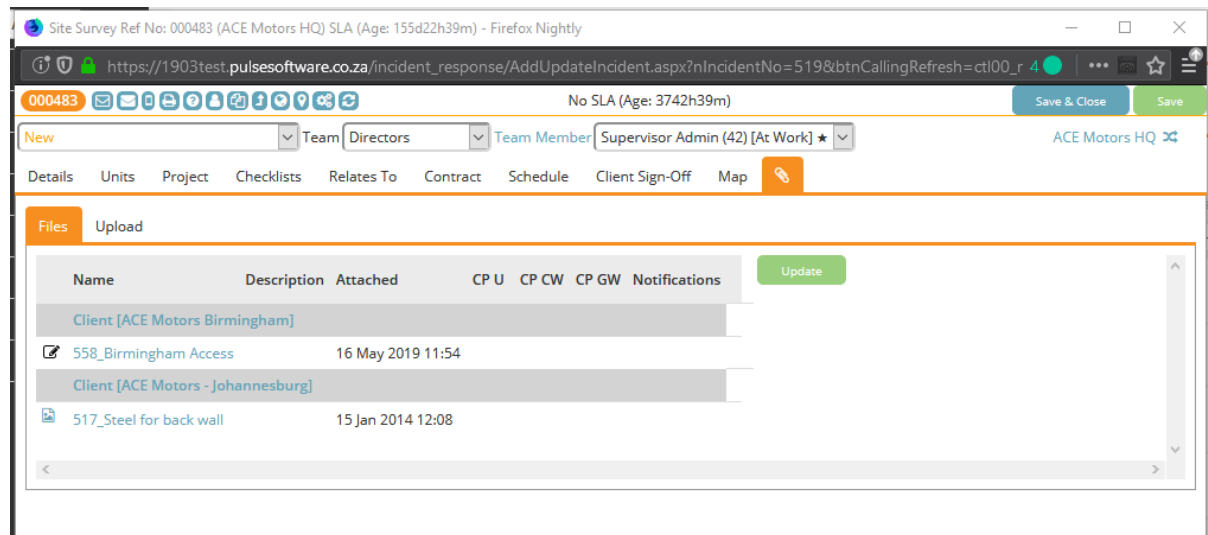 Site Survey Ref No: 000483 (ACE Motors HQ) SLA (Age: 155d22h39m) - Firefox Nightly
https://1903test.pulsesoftware.co.za/incident_response/AddUpdateIncident.aspx?nIncidentNo=519&btnCallingRefresh=ctl00_r 4
000483 No SLA (Age: 3742h39m) Save & Close Save
New Team Directors Team Member Supervisor Admin (42) [At Work] ★ ACE Motors HQ
Details Units Project Checklists Relates To Contract Schedule Client Sign-Off Map
Files Upload
Name Description Attached CP U CP CW CP GW Notifications Update
Client [ACE Motors Birmingham]
558_Birmingham Access 16 May 2019 11:54
Client [ACE Motors - Johannesburg]
517_Steel for back wall 15 Jan 2014 12:08